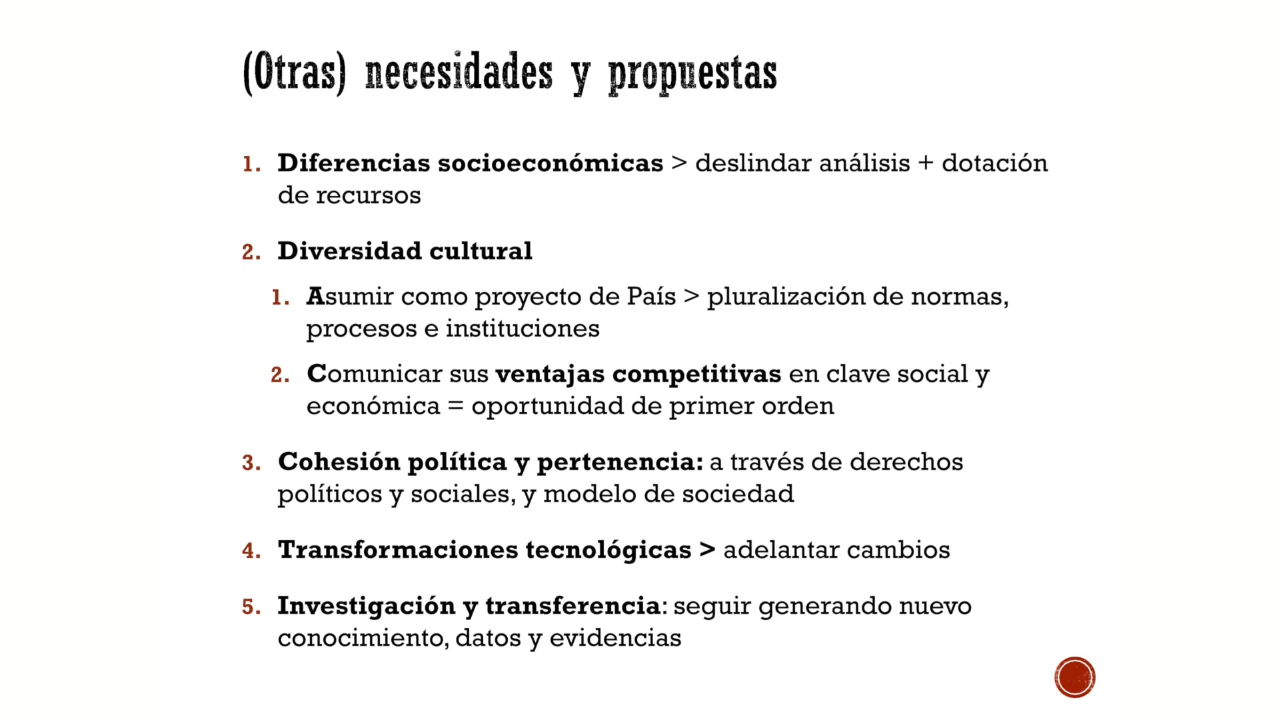 (Otras) necesidades y propuestas
1. Diferencias socioeconómicas > deslindar análisis + dotación
de recursos
2. Diversidad cultural
1. Asumir como proyecto de País > pluralización de normas,
procesos e instituciones
2. Comunicar sus ventajas competitivas en clave social y
económica = oportunidad de primer orden
3. Cohesión política y pertenencia: a través de derechos
políticos y sociales, y modelo de sociedad
4. Transformaciones tecnológicas > adelantar cambios
5. Investigación y transferencia: seguir generando nuevo
conocimiento, datos y evidencias